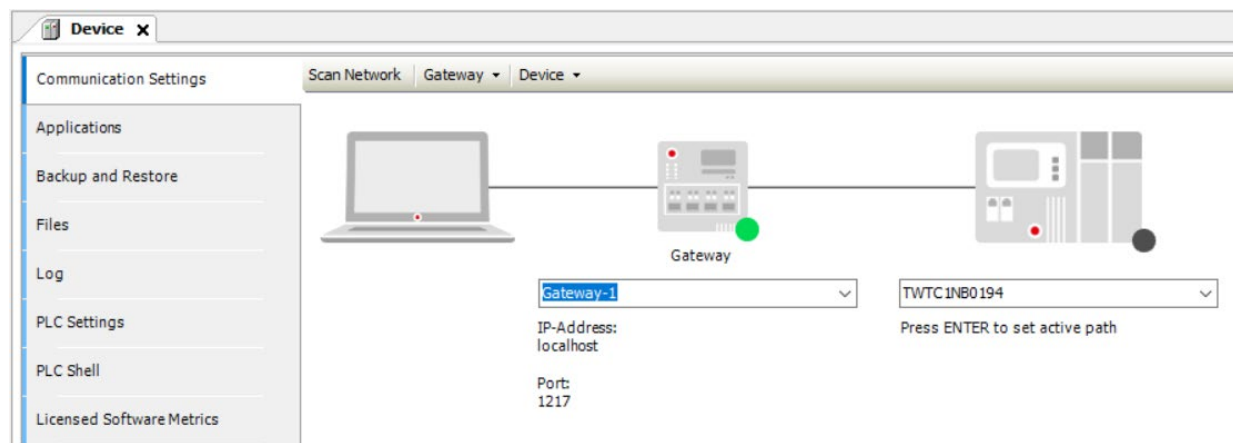 Device
Communication Settings
Applications
Backup and Restore
Files
Log
PLC Settings
PLC Shell
Licensed Software Metrics
Scan Network Gateway Device
Gateway
Gateway-1
IP-Address:
localhost
Port:
1217
TWTC1NB0194
Press ENTER to set active path